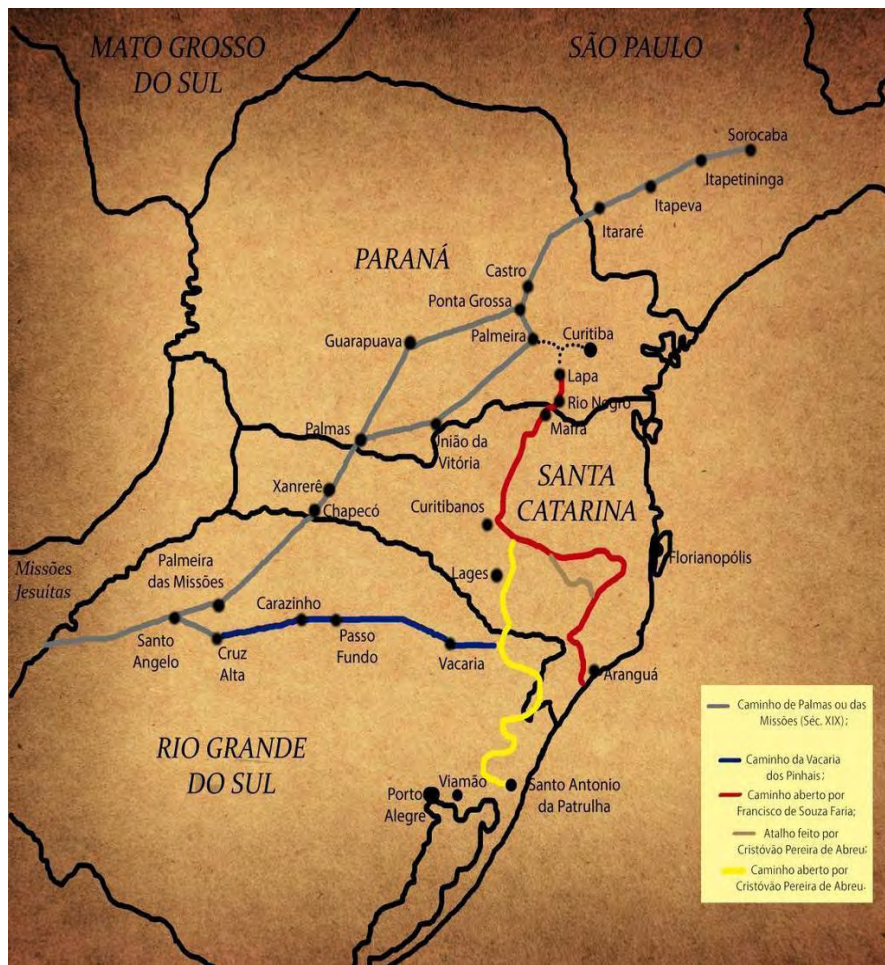 MATO GROSSO
DO SUL
SÃO PAULO
Sorocaba
Itapetininga
Itapeva
Itararé
PARANÁ
Castro
Ponta Grossa
Guarapuava
Palmeira
Curitiba
Lapa
Rio Negro
Mafra
Palmas
União da
Vitória
Xanrerê
Chapecó
Curitibanos
SANTA
CATARINA
Florianopólis
Missões
Jesuítas
Palmeira
das Missões
Lages
Carazinho
Santo
Angelo
Cruz
Alta
Passo
Fundo
Vacaria
Aranguá
RIO GRANDE
DO SUL
Porto
Alegre
Viamão
Santo Antonio
da Patrulha
Caminho de Palmas ou das
Missões (Séc. XIX);
Caminho da Vacaria
dos Pinhais;
Caminho aberto por
Francisco de Souza Faria;
Atalho feito por
Cristóvão Pereira de Abreu;
Caminho aberto por
Cristóvão Pereira de Abreu.